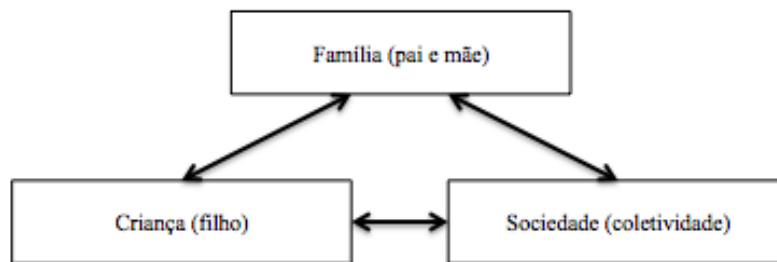 Família (pai e mãe)
Criança (filho)
Sociedade (coletividade)